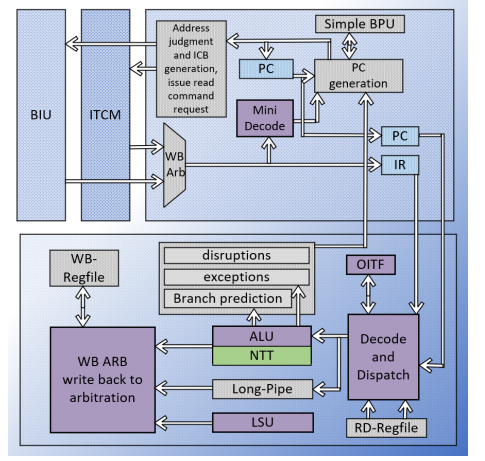 Address
judgment
and ICB
generation,
issue read
command
request
Simple BPU
PC
PC
generation
BIU
ITCM
Mini
Decode
WB
Arb
PC
IR
WB-
Regfile
disruptions
exceptions
Branch prediction
OITF
WB ARB
write back to
arbitration
ALU
NTT
Decode
and
Dispatch
Long-Pipe
LSU
RD-Regfile